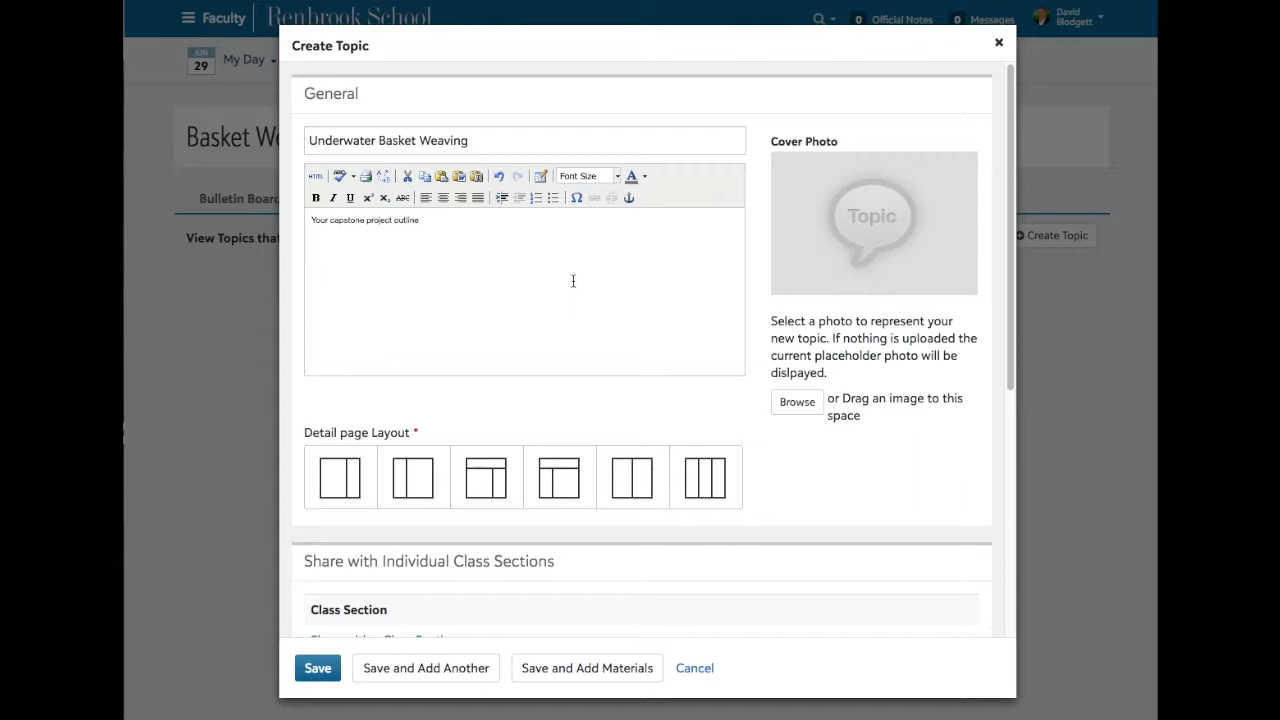 Faculty
Renbrook School
0 Official Notes
0 Messages
David
Blodgett
JUN
29
My Day
Create Topic
Basket We
General
Underwater Basket Weaving
Cover Photo
HTML
Font Size
A
B I U x² x₂ ABC
Ω
Your capstone project outline
Topic
Bulletin Board
View Topics that
Create Topic
Select a photo to represent your
new topic. If nothing is uploaded the
current placeholder photo will be
dislpayed.
Browse
or Drag an image to this
space
Detail page Layout *
Share with Individual Class Sections
Class Section
Save
Save and Add Another
Save and Add Materials
Cancel